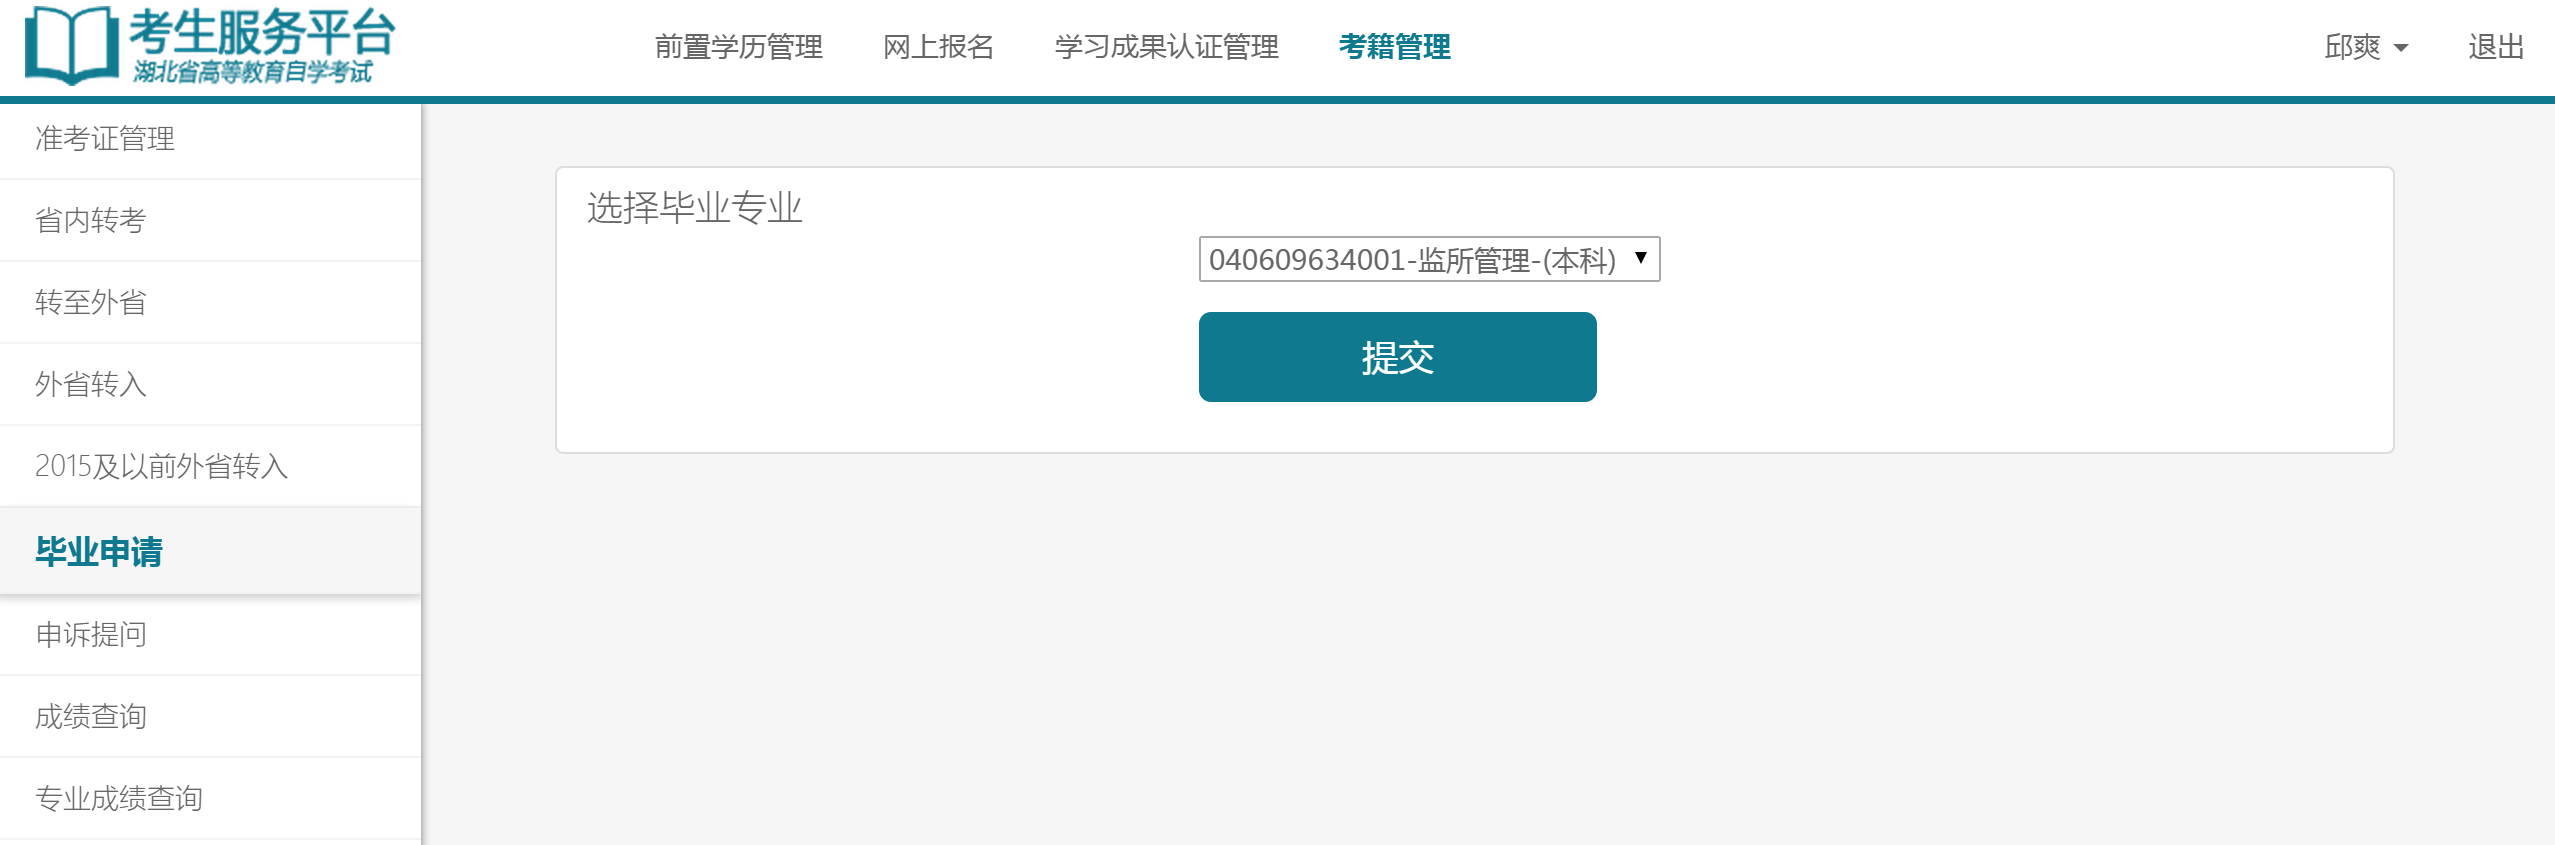 考生服务平台
湖北省高等教育自学考试
前置学历管理
网上报名
学习成果认证管理
考籍管理
邱爽
退出
准考证管理
省内转考
转至外省
外省转入
2015及以前外省转入
毕业申请
申诉提问
成绩查询
专业成绩查询
选择毕业专业
040609634001-监所管理-(本科)
提交